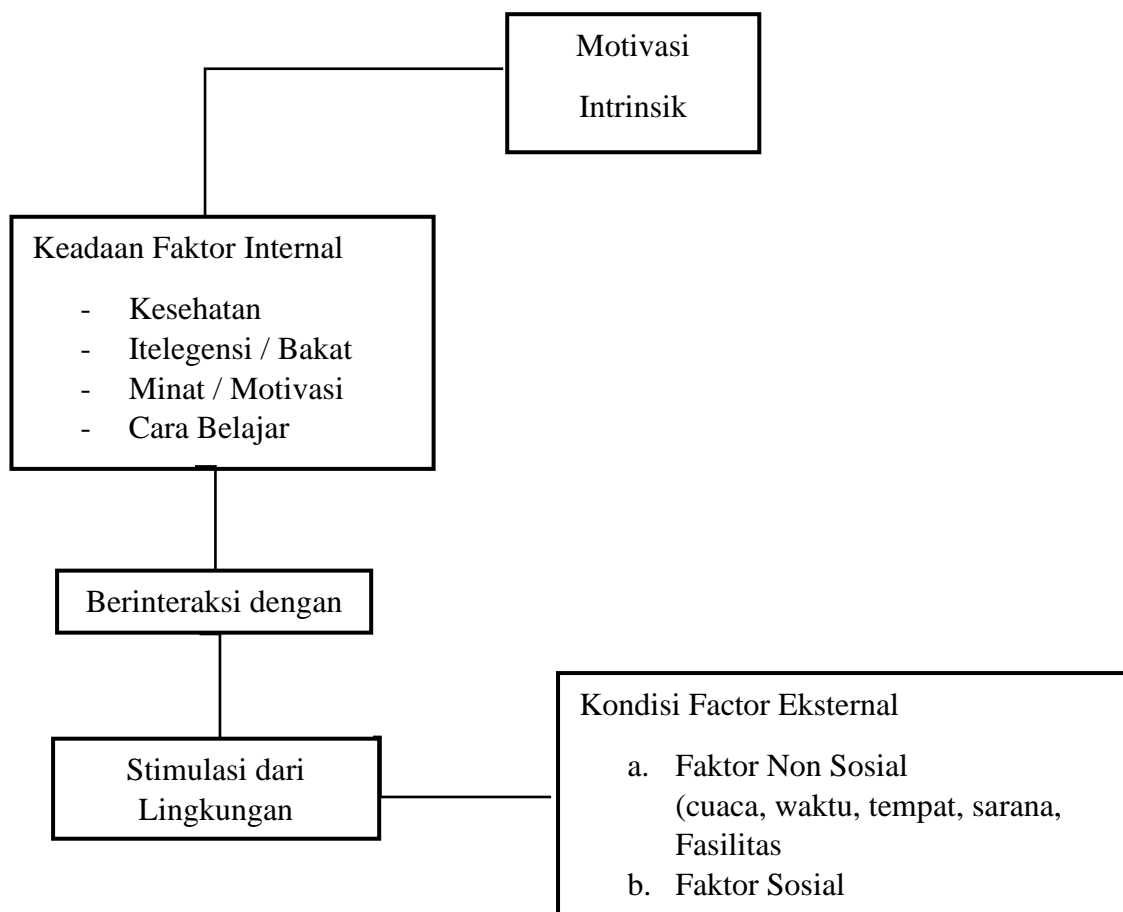 Motivasi
Intrinsik
Keadaan Faktor Internal
- Kesehatan
- Itelegensi / Bakat
- Minat / Motivasi
- Cara Belajar
Berinteraksi dengan
Stimulasi dari
Lingkungan
Kondisi Factor Eksternal
a. Faktor Non Sosial
(cuaca, waktu, tempat, sarana,
Fasilitas
b. Faktor Sosial